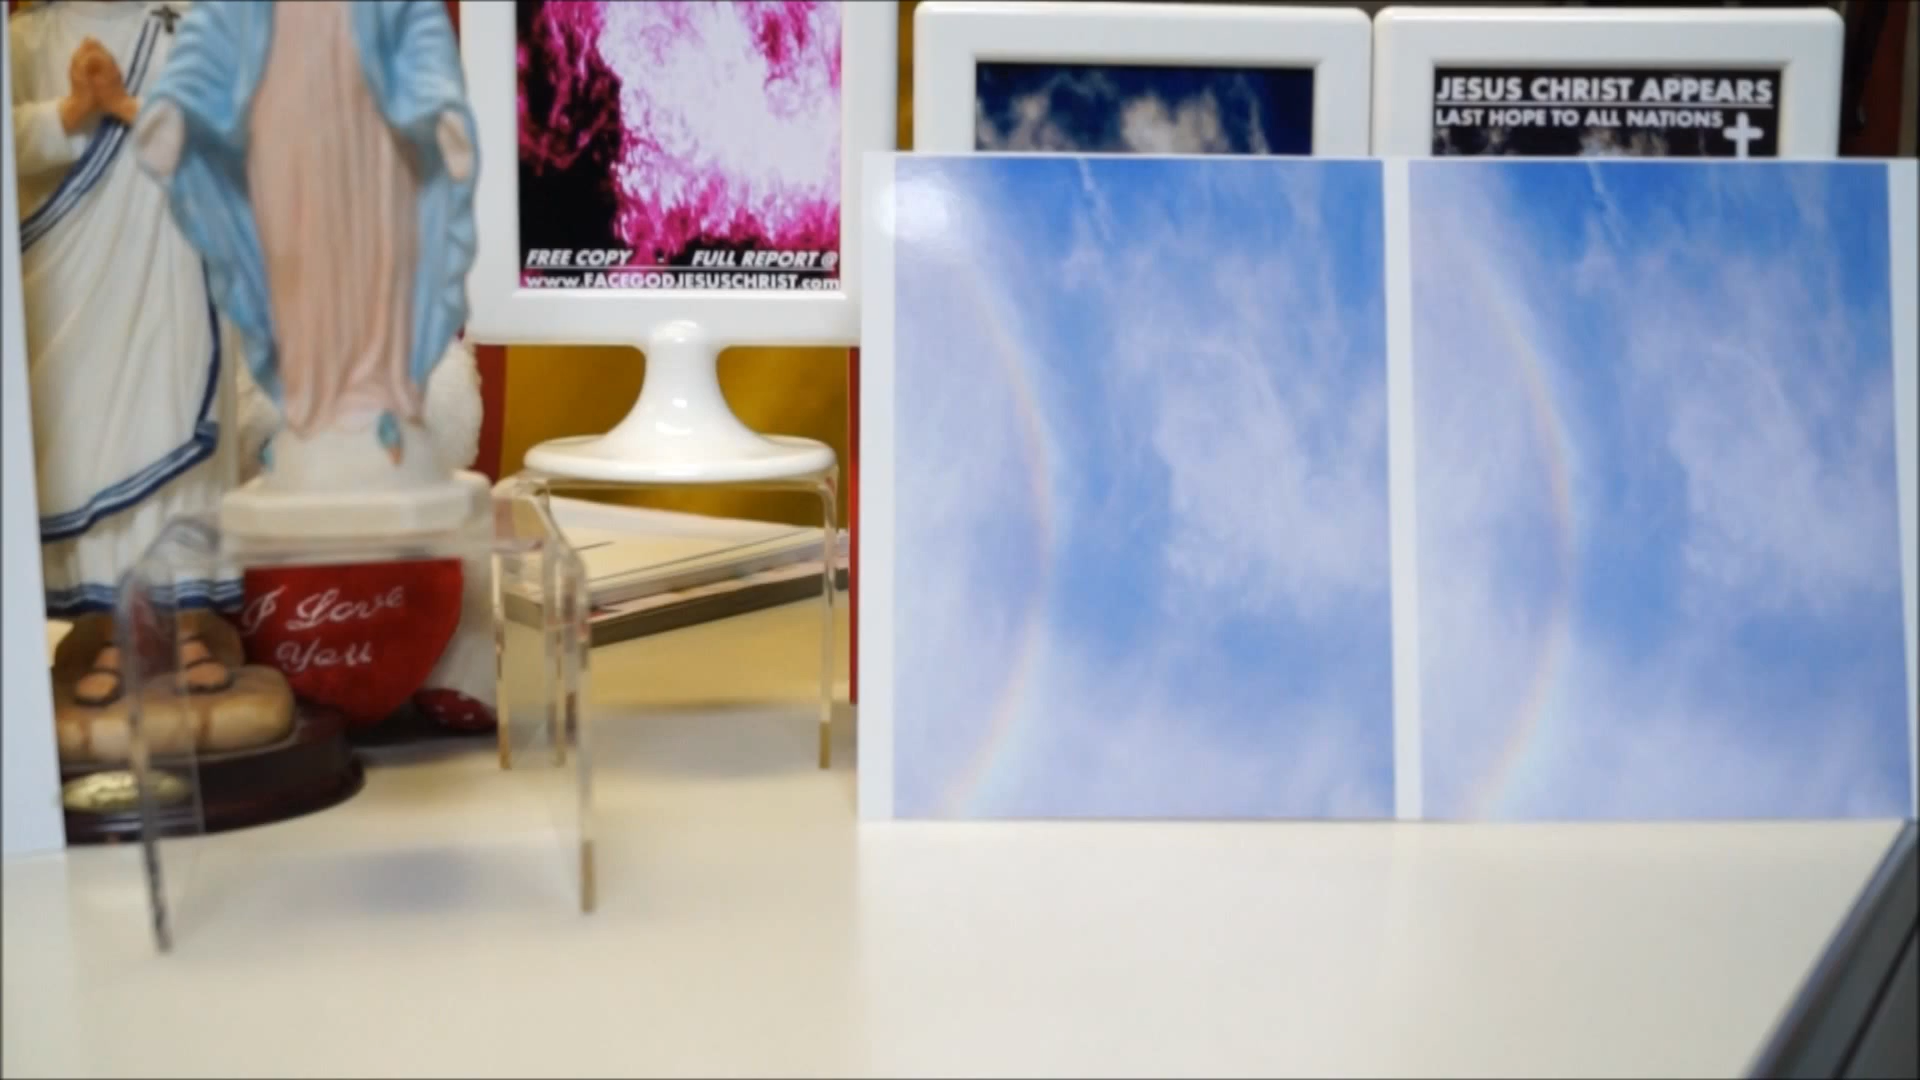 FREE COPY - FULL REPORT @
www.FACEGODJESUSCHRIST.com
JESUS CHRIST APPEARS
LAST HOPE TO ALL NATIONS
I Love
You